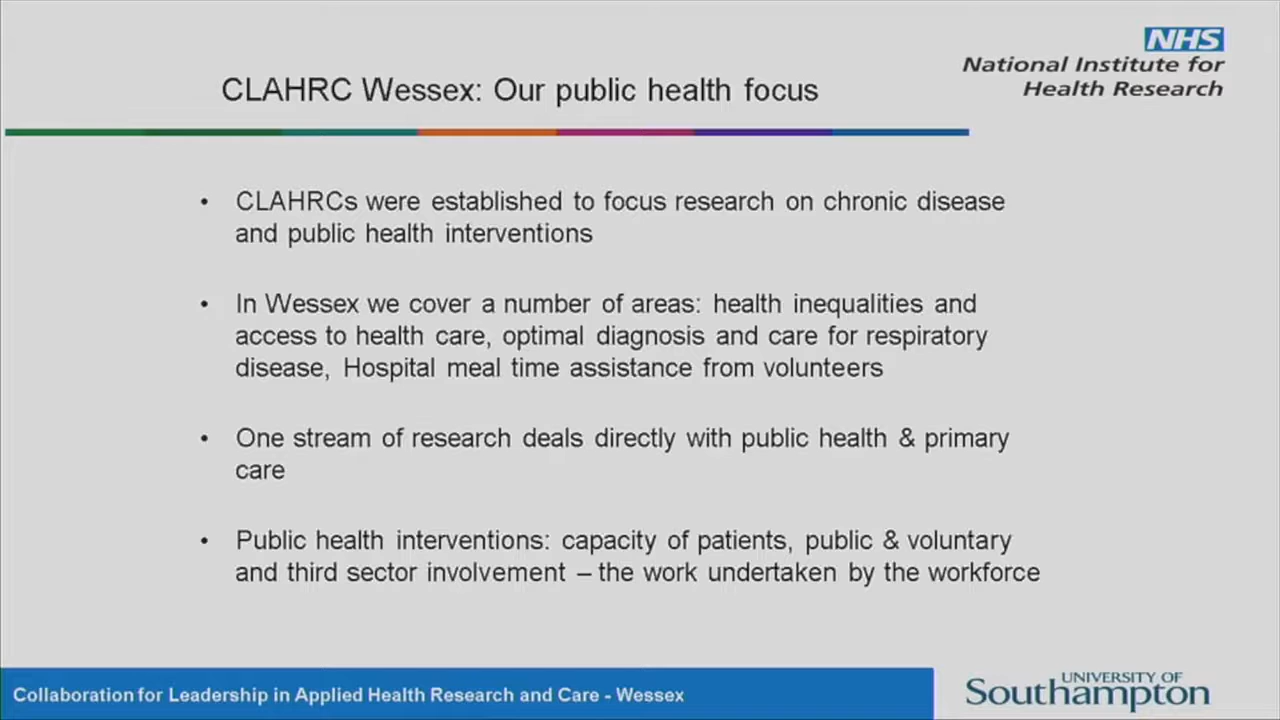 NHS
National Institute for
Health Research
CLAHRC Wessex: Our public health focus
• CLAHRCs were established to focus research on chronic disease
and public health interventions
• In Wessex we cover a number of areas: health inequalities and
access to health care, optimal diagnosis and care for respiratory
disease, Hospital meal time assistance from volunteers
• One stream of research deals directly with public health & primary
care
• Public health interventions: capacity of patients, public & voluntary
and third sector involvement – the work undertaken by the workforce
Collaboration for Leadership in Applied Health Research and Care - Wessex
UNIVERSITY OF
Southampton